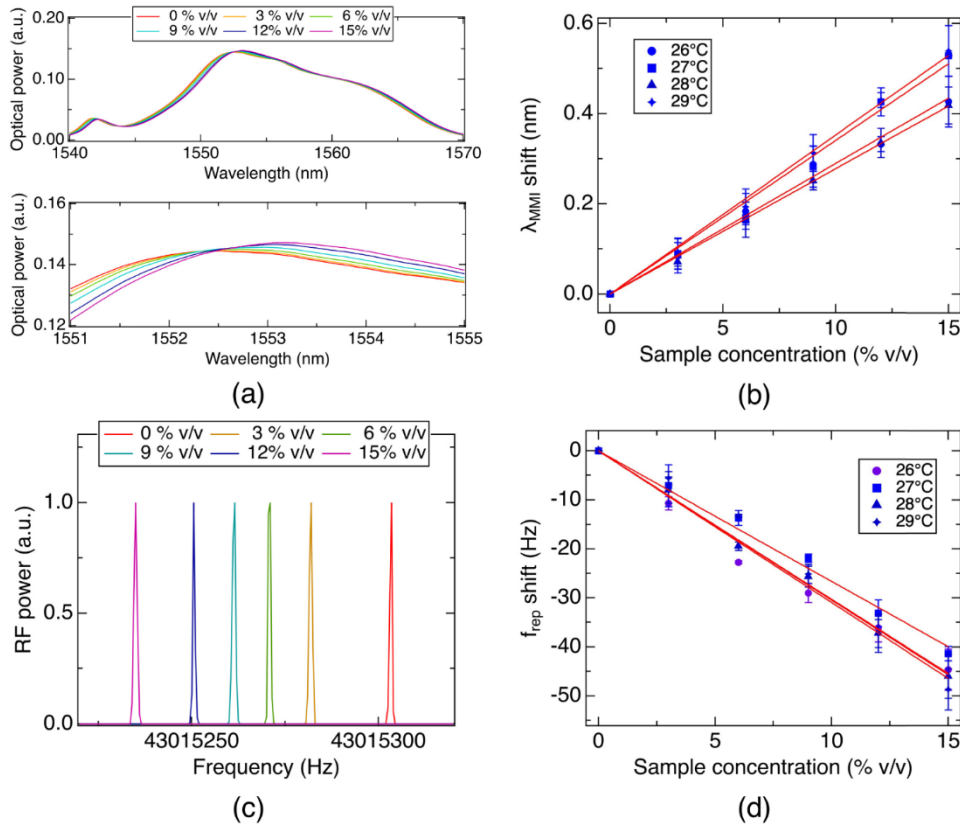 0 % v/v 3 % v/v 6 % v/v
9 % v/v 12% v/v 15% v/v
Optical power (a.u.)
0.20
0.10
0.00
1540 1550 1560 1570
Wavelength (nm)
Optical power (a.u.)
0.16
0.14
0.12
1551 1552 1553 1554 1555
Wavelength (nm)
(a)
λMMI shift (nm)
0.6
0.4
0.2
0.0
26°C
27°C
28°C
29°C
0 5 10 15
Sample concentration (% v/v)
(b)
0 % v/v 3 % v/v 6 % v/v
9 % v/v 12% v/v 15% v/v
RF power (a.u.)
1.0
0.5
0.0
43015250 43015300
Frequency (Hz)
(c)
frep shift (Hz)
0
-10
-20
-30
-40
-50
26°C
27°C
28°C
29°C
0 5 10 15
Sample concentration (% v/v)
(d)